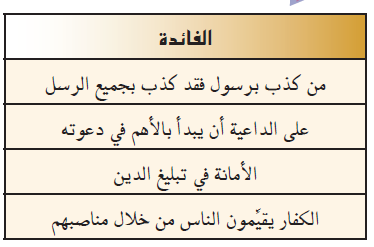 الفائدة
من كذب برسول فقد كذب بجميع الرسل
على الداعية أن يبدأ بالأهم في دعوته
الأمانة في تبليغ الدين
الكفار يقيِّمون الناس من خلال مناصبهم